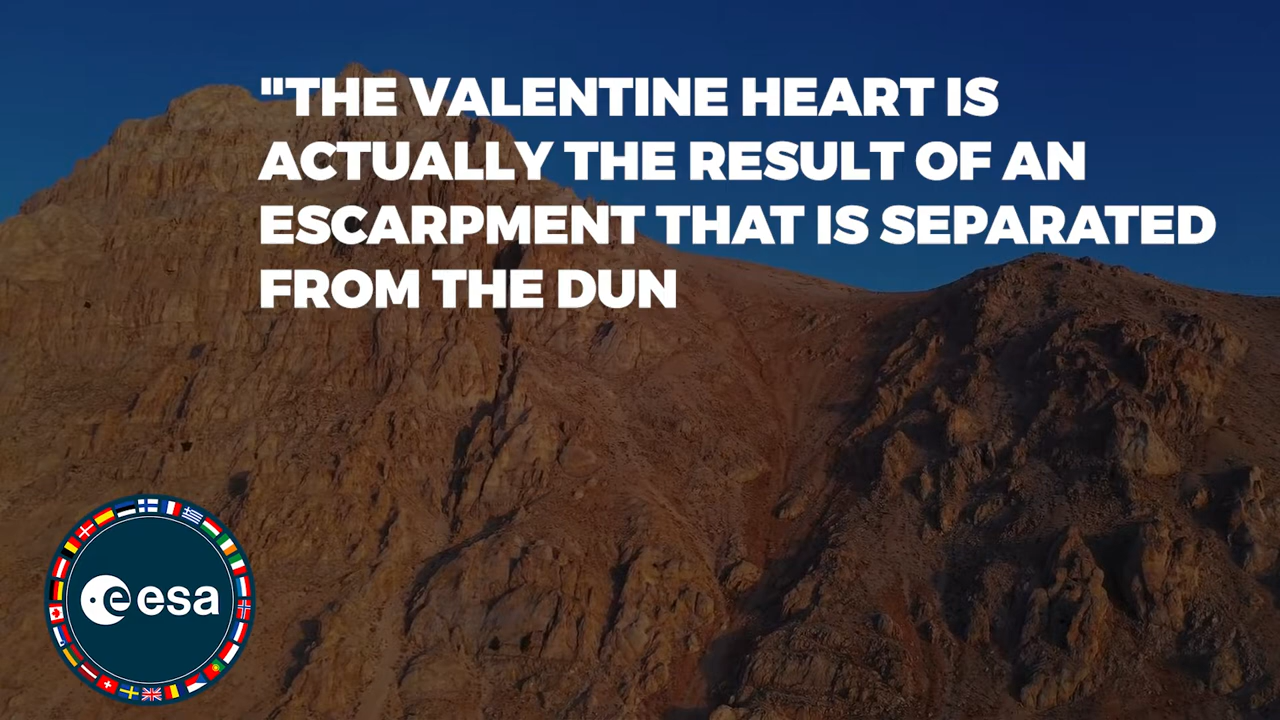 "THE VALENTINE HEART IS
ACTUALLY THE RESULT OF AN
ESCARPMENT THAT IS SEPARATED
FROM THE DUN
esa